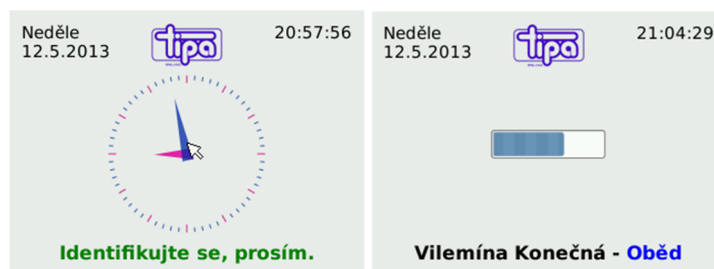 Neděle
12.5.2013
tipa
20:57:56
Identifikujte se, prosím.
Neděle
12.5.2013
tipa
21:04:29
Vilemína Konečná - Oběd